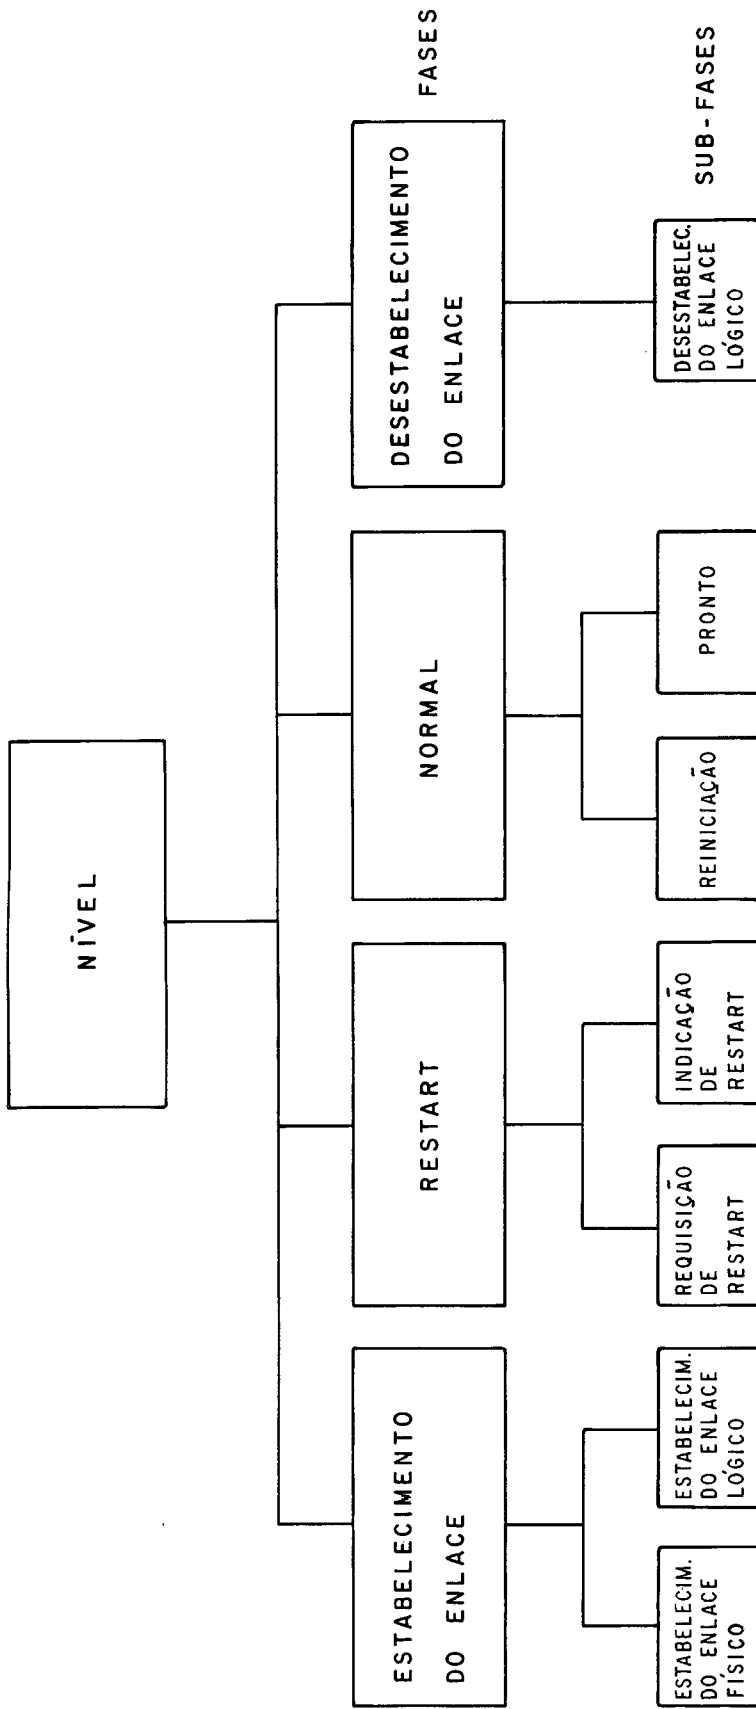 NÍVEL
ESTABELECIMENTO
DO ENLACE
RESTART
NORMAL
DESESTABELECIMENTO
DO ENLACE
FASES
ESTABELECIM.
DO ENLACE
FÍSICO
ESTABELECIM.
DO ENLACE
LÓGICO
REQUISIÇÃO
DE
RESTART
INDICAÇÃO
DE
RESTART
REINICIAÇÃO
PRONTO
DESESTABELEC.
DO ENLACE
LÓGICO
SUB-FASES